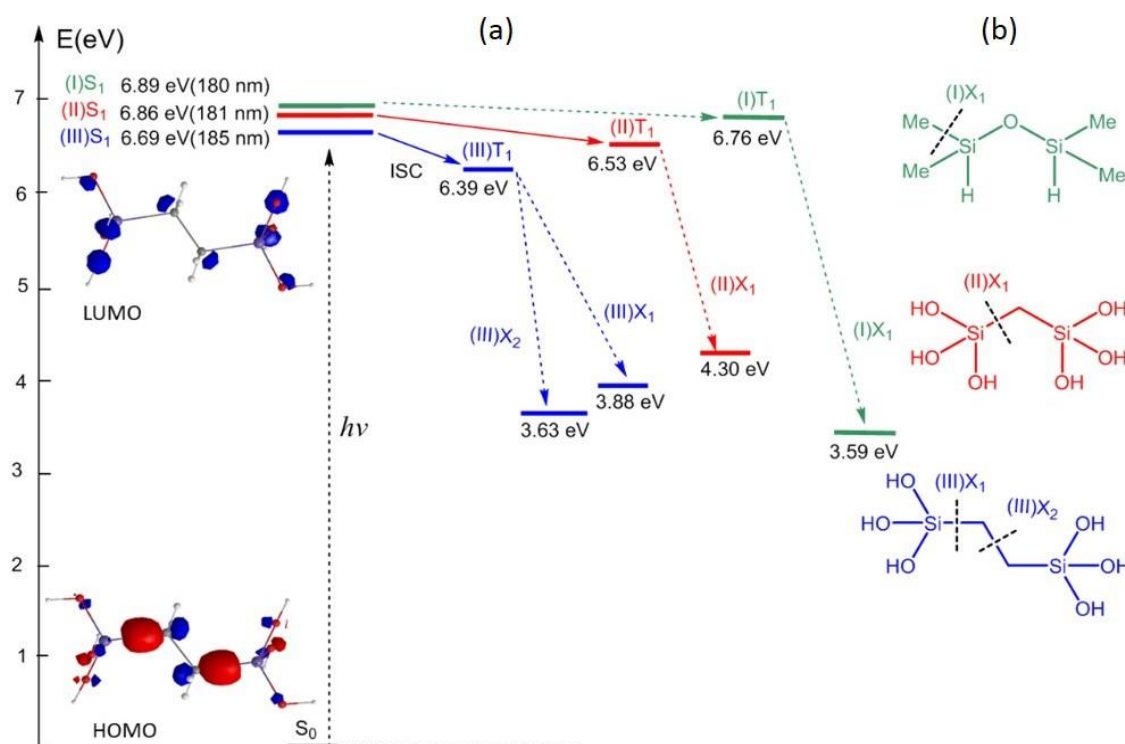 (a)
(b)
E(eV)
(I)S1 6.89 eV(180 nm)
(II)S1 6.86 eV(181 nm)
(III)S1 6.69 eV(185 nm)
7
6
5
4
3
2
1
ISC
(III)T1
6.39 eV
(II)T1
6.53 eV
(I)T1
6.76 eV
LUMO
(III)X2
(III)X1
(II)X1
(I)X1
3.63 eV
3.88 eV
4.30 eV
3.59 eV
hν
HOMO
S0
(I)X1
Me O Me
Si Si
Me H H Me
(II)X1
HO Si Si OH
HO OH OH OH
(III)X1
(III)X2
HO
HO Si OH
HO Si OH
OH